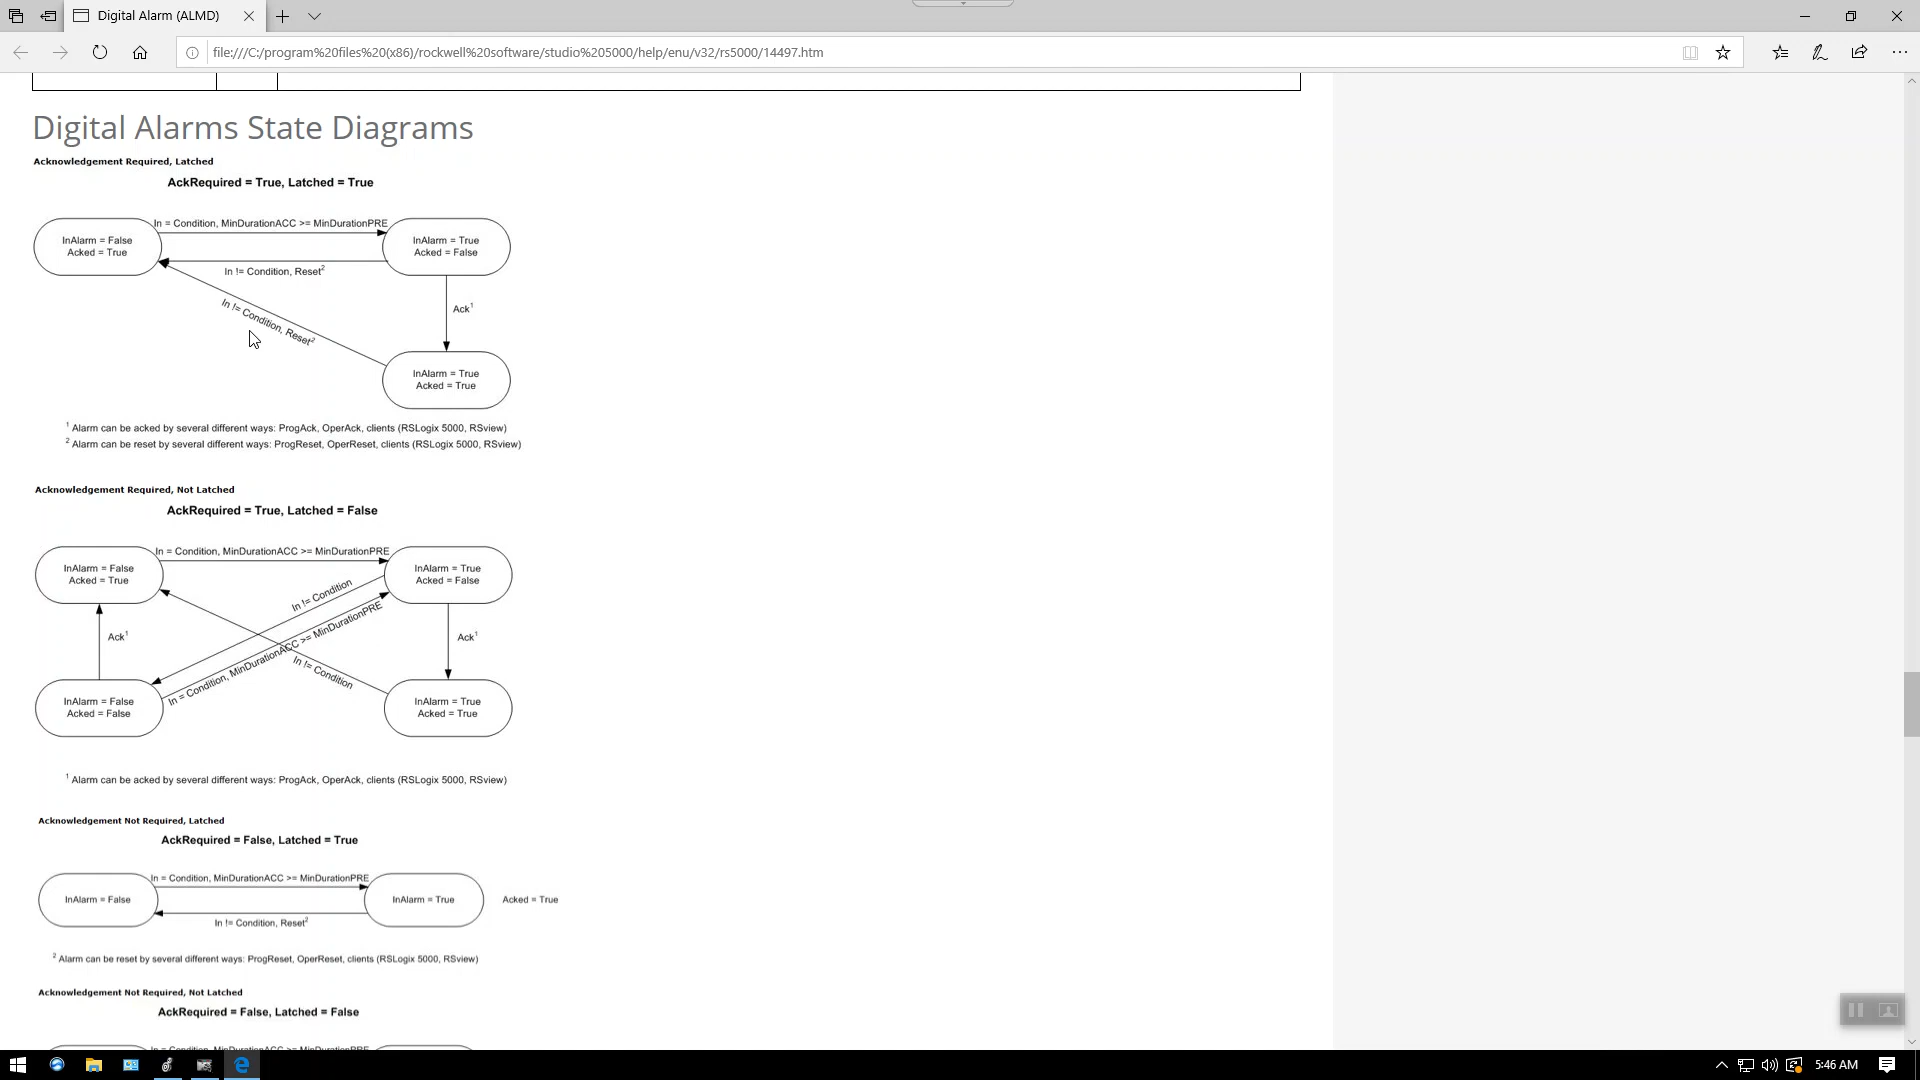 Digital Alarm (ALMD)
file:///C:/program%20files%20(x86)/rockwell%20software/studio%205000/help/enu/v32/rs5000/14497.htm
Digital Alarms State Diagrams
Acknowledgement Required, Latched
AckRequired = True, Latched = True
In = Condition, MinDurationACC >= MinDurationPRE
InAlarm = False
Acked = True
InAlarm = True
Acked = False
In != Condition, Reset²
In != Condition, Reset²
Ack¹
InAlarm = True
Acked = True
¹ Alarm can be acked by several different ways: ProgAck, OperAck, clients (RSLogix 5000, RSview)
² Alarm can be reset by several different ways: ProgReset, OperReset, clients (RSLogix 5000, RSview)
Acknowledgement Required, Not Latched
AckRequired = True, Latched = False
In = Condition, MinDurationACC >= MinDurationPRE
InAlarm = False
Acked = True
InAlarm = True
Acked = False
In != Condition
In = Condition, MinDurationACC >= MinDurationPRE
Ack¹
Ack¹
In != Condition
InAlarm = False
Acked = False
InAlarm = True
Acked = True
¹ Alarm can be acked by several different ways: ProgAck, OperAck, clients (RSLogix 5000, RSview)
Acknowledgement Not Required, Latched
AckRequired = False, Latched = True
In = Condition, MinDurationACC >= MinDurationPRE
InAlarm = False
InAlarm = True
Acked = True
In != Condition, Reset²
² Alarm can be reset by several different ways: ProgReset, OperReset, clients (RSLogix 5000, RSview)
Acknowledgement Not Required, Not Latched
AckRequired = False, Latched = False
In = Condition, MinDurationACC >= MinDurationPRE
5:46 AM